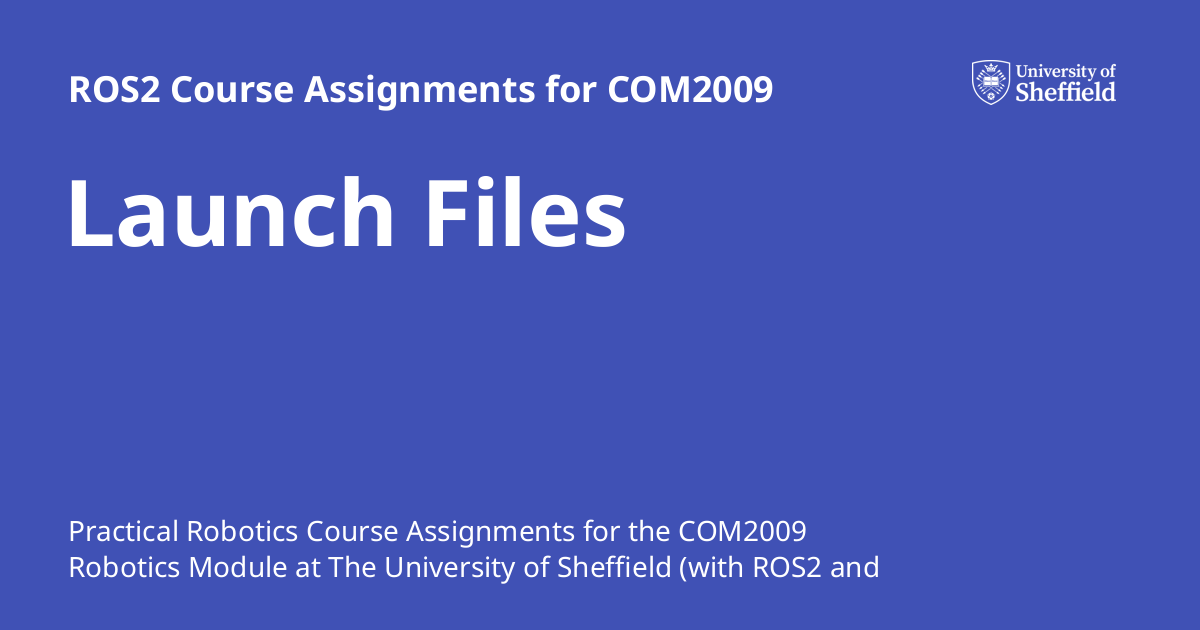 ROS2 Course Assignments for COM2009
University of
Sheffield
Launch Files
Practical Robotics Course Assignments for the COM2009
Robotics Module at The University of Sheffield (with ROS2 and